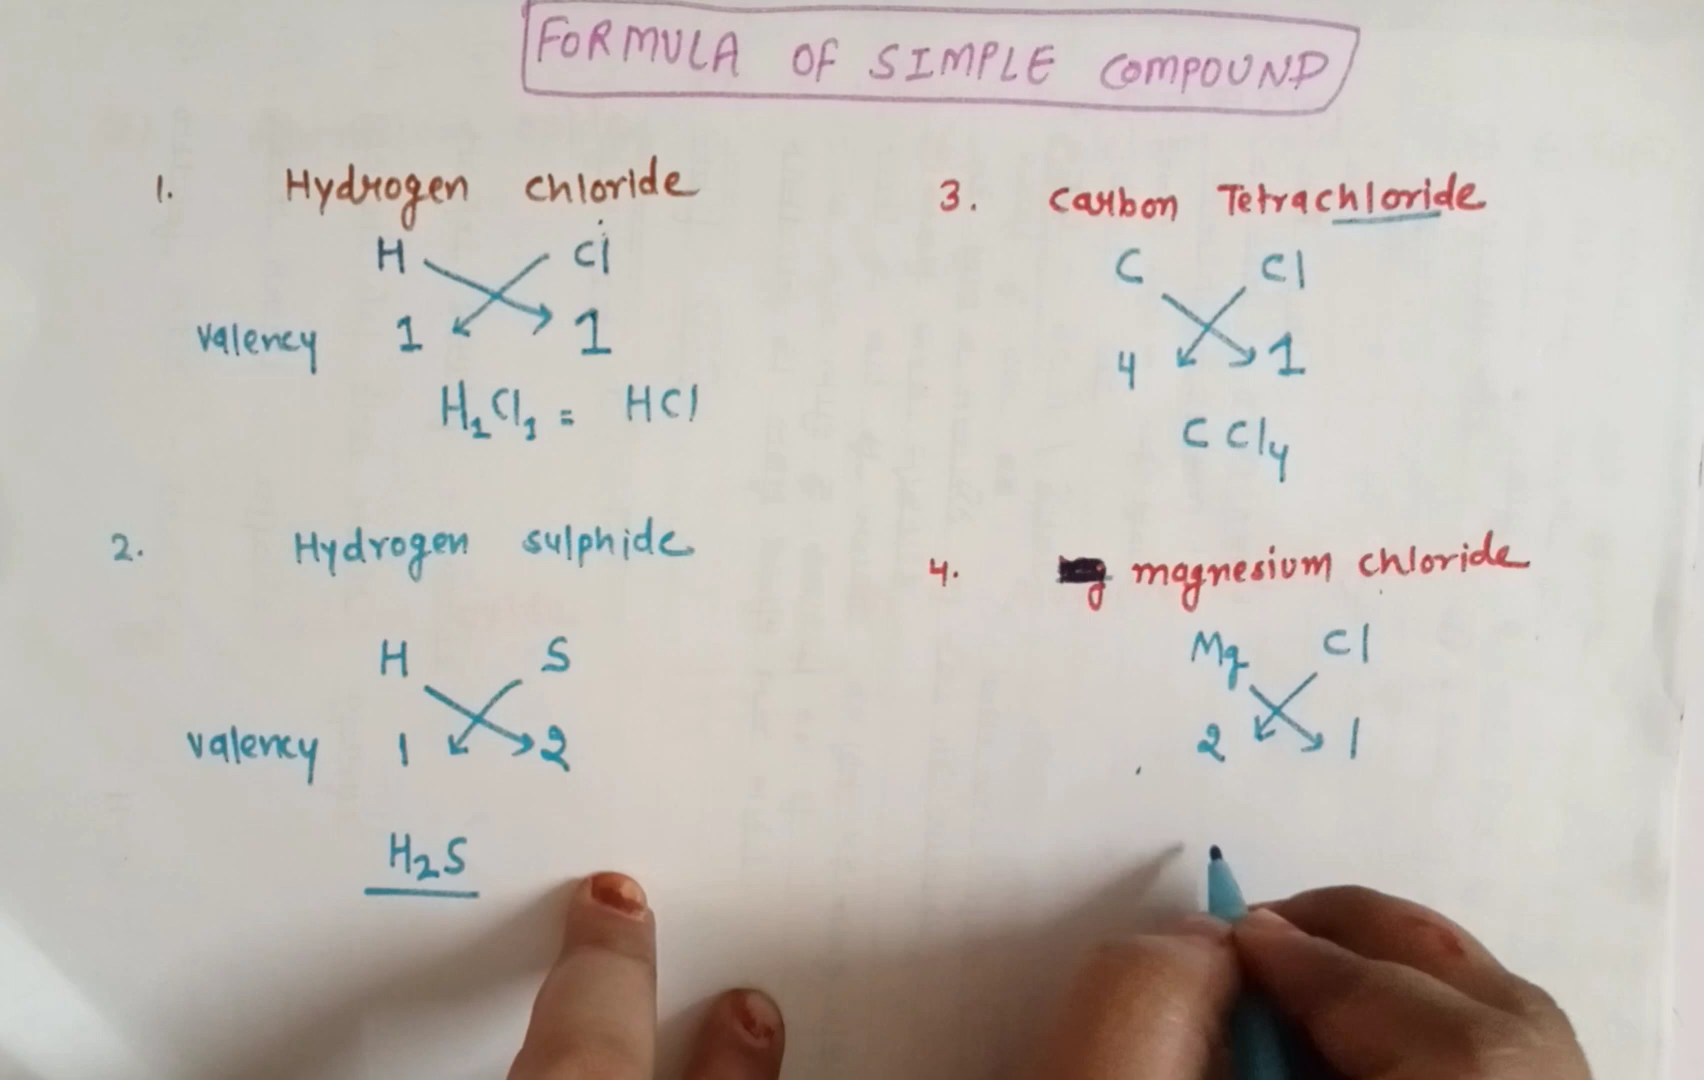 FORMULA OF SIMPLE COMPOUND
1. Hydrogen chloride
H Cl
valency 1 1
H₁Cl₁ = HCl
2. Hydrogen sulphide
H S
valency 1 2
H₂S
3. Carbon Tetrachloride
C Cl
4 1
C Cl₄
4. magnesium chloride
Mg Cl
2 1